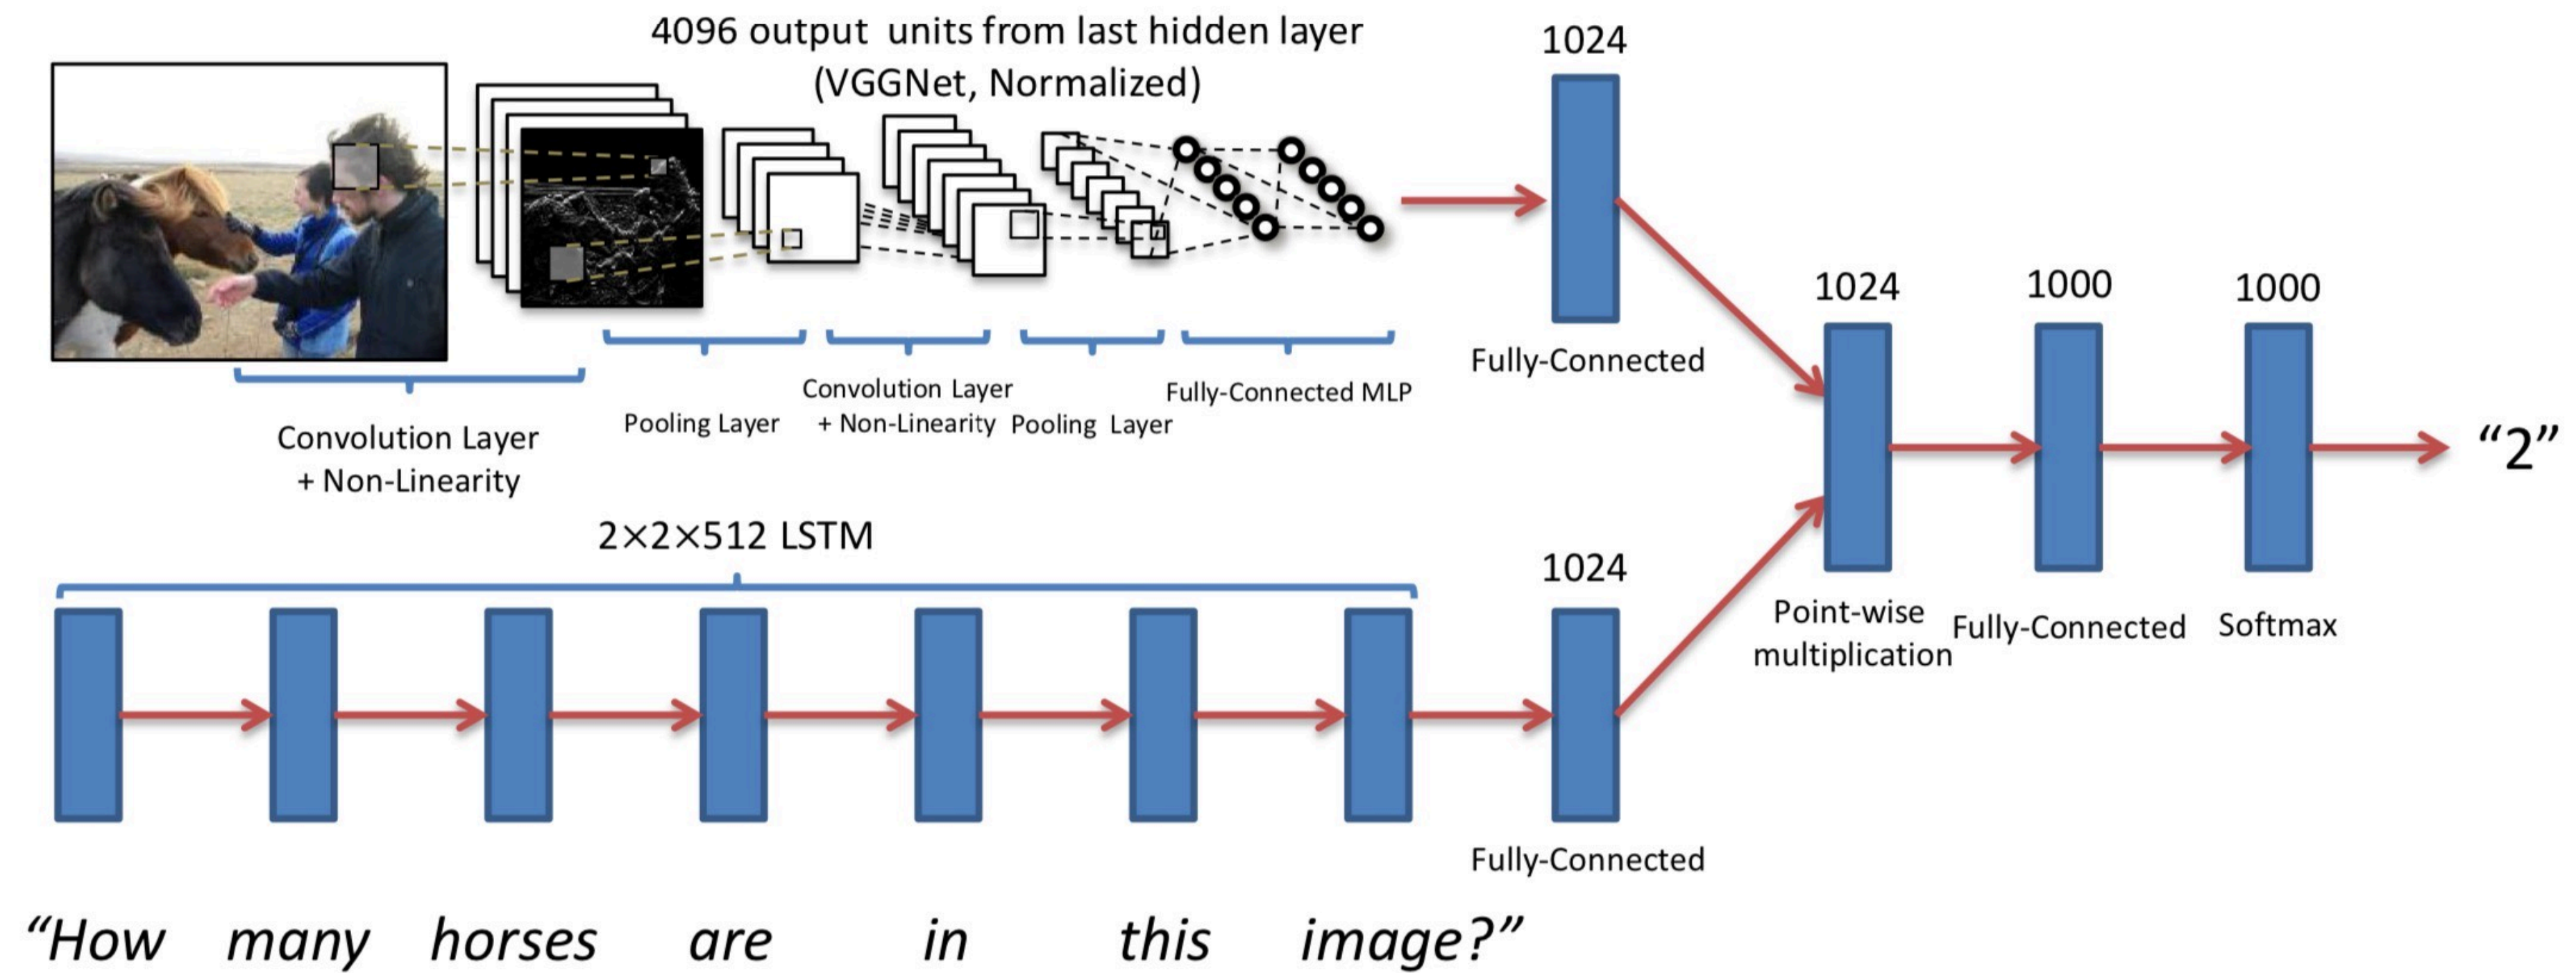 4096 output units from last hidden layer
(VGGNet, Normalized)
Convolution Layer
+ Non-Linearity
Pooling Layer
Convolution Layer
+ Non-Linearity
Pooling Layer
Fully-Connected MLP
1024
Fully-Connected
2×2×512 LSTM
1024
Fully-Connected
“How many horses are in this image?”
1024
Point-wise
multiplication
1000
Fully-Connected
1000
Softmax
“2”